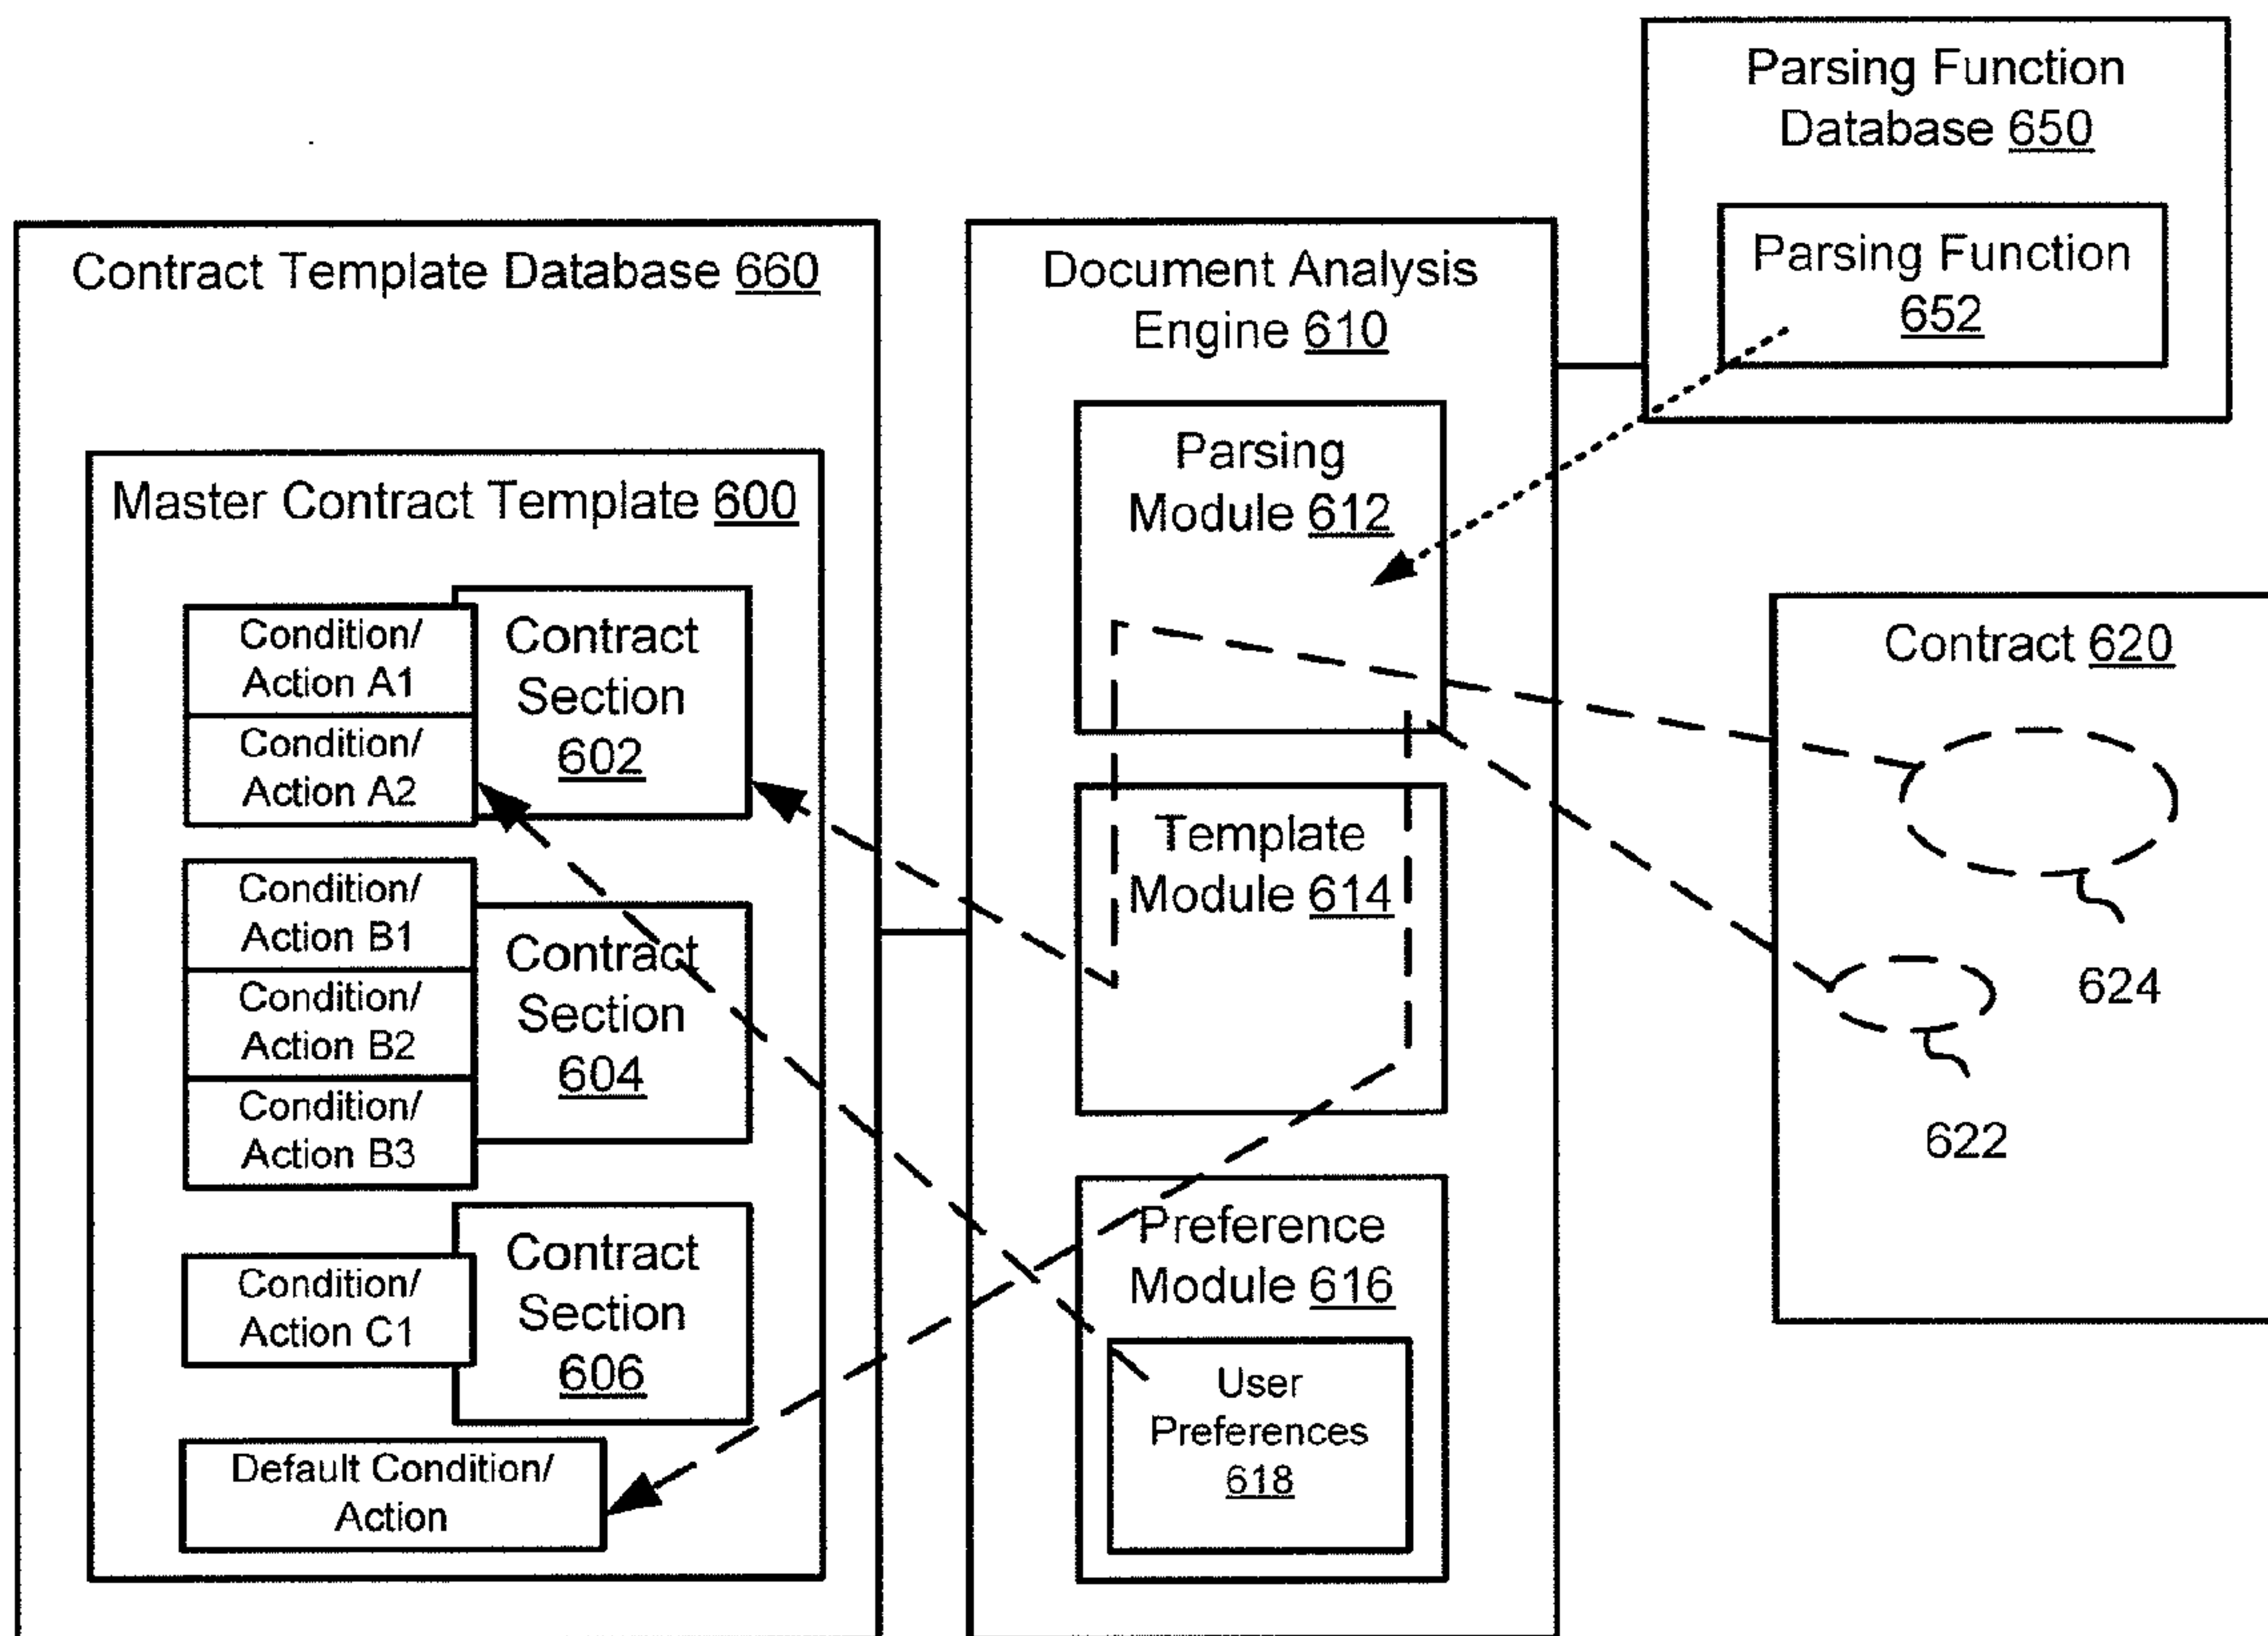 Parsing Function
Database 650
Parsing Function
652
Contract Template Database 660
Master Contract Template 600
Condition/
Action A1
Condition/
Action A2
Contract
Section
602
Condition/
Action B1
Condition/
Action B2
Condition/
Action B3
Contract
Section
604
Condition/
Action C1
Contract
Section
606
Default Condition/
Action
Document Analysis
Engine 610
Parsing
Module 612
Template
Module 614
Preference
Module 616
User
Preferences
618
Contract 620
624
622